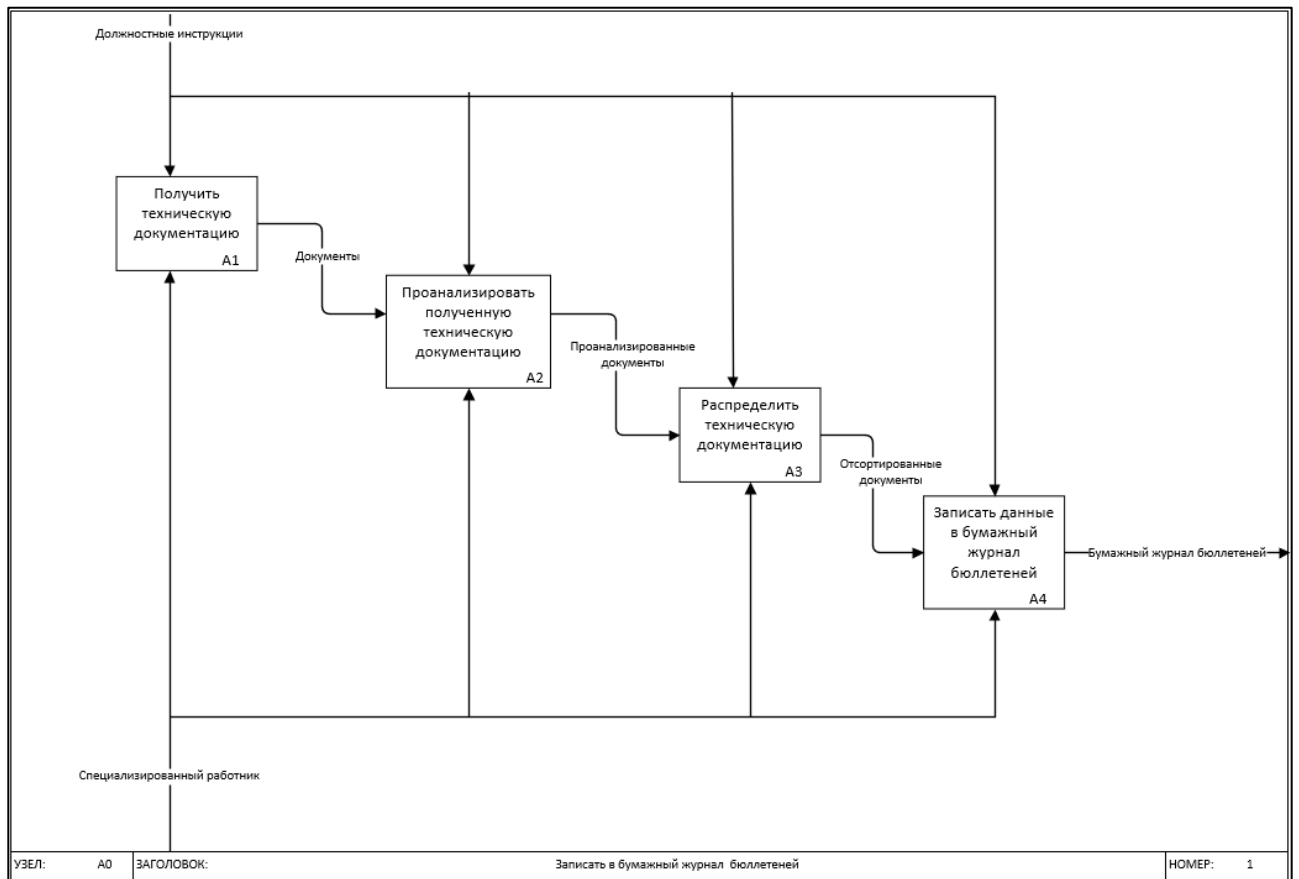 Должностные инструкции
Получить
техническую
документацию
A1
Документы
Проанализировать
полученную
техническую
документацию
A2
Проанализированные
документы
Распределить
техническую
документацию
A3
Отсортированные
документы
Записать данные
в бумажный
журнал
бюллетеней
A4
Бумажный журнал бюллетеней
Специализированный работник
УЗЕЛ: A0 ЗАГОЛОВОК: Записать в бумажный журнал бюллетеней НОМЕР: 1